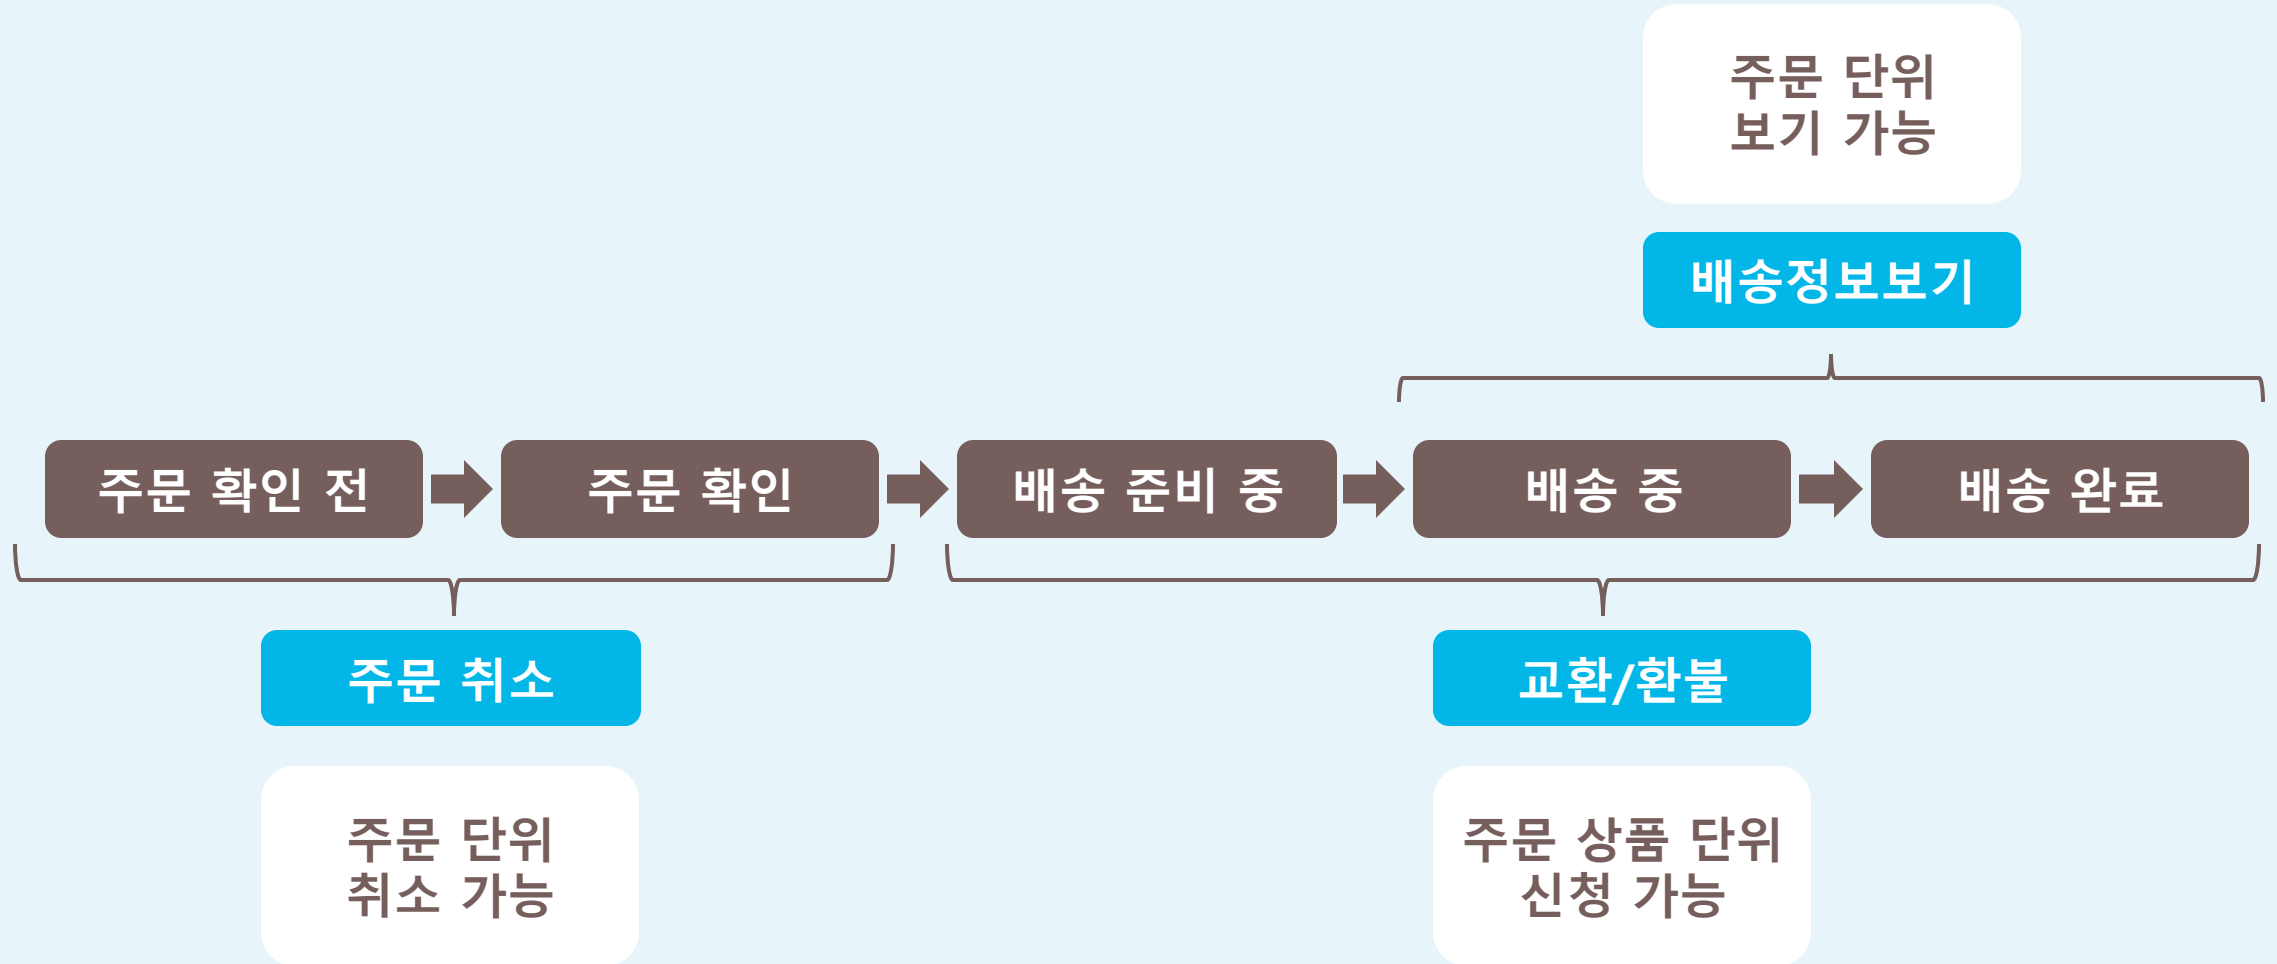 주문 단위
보기 가능
배송정보보기
주문 확인 전
주문 확인
배송 준비 중
배송 중
배송 완료
주문 취소
교환/환불
주문 단위
취소 가능
주문 상품 단위
신청 가능